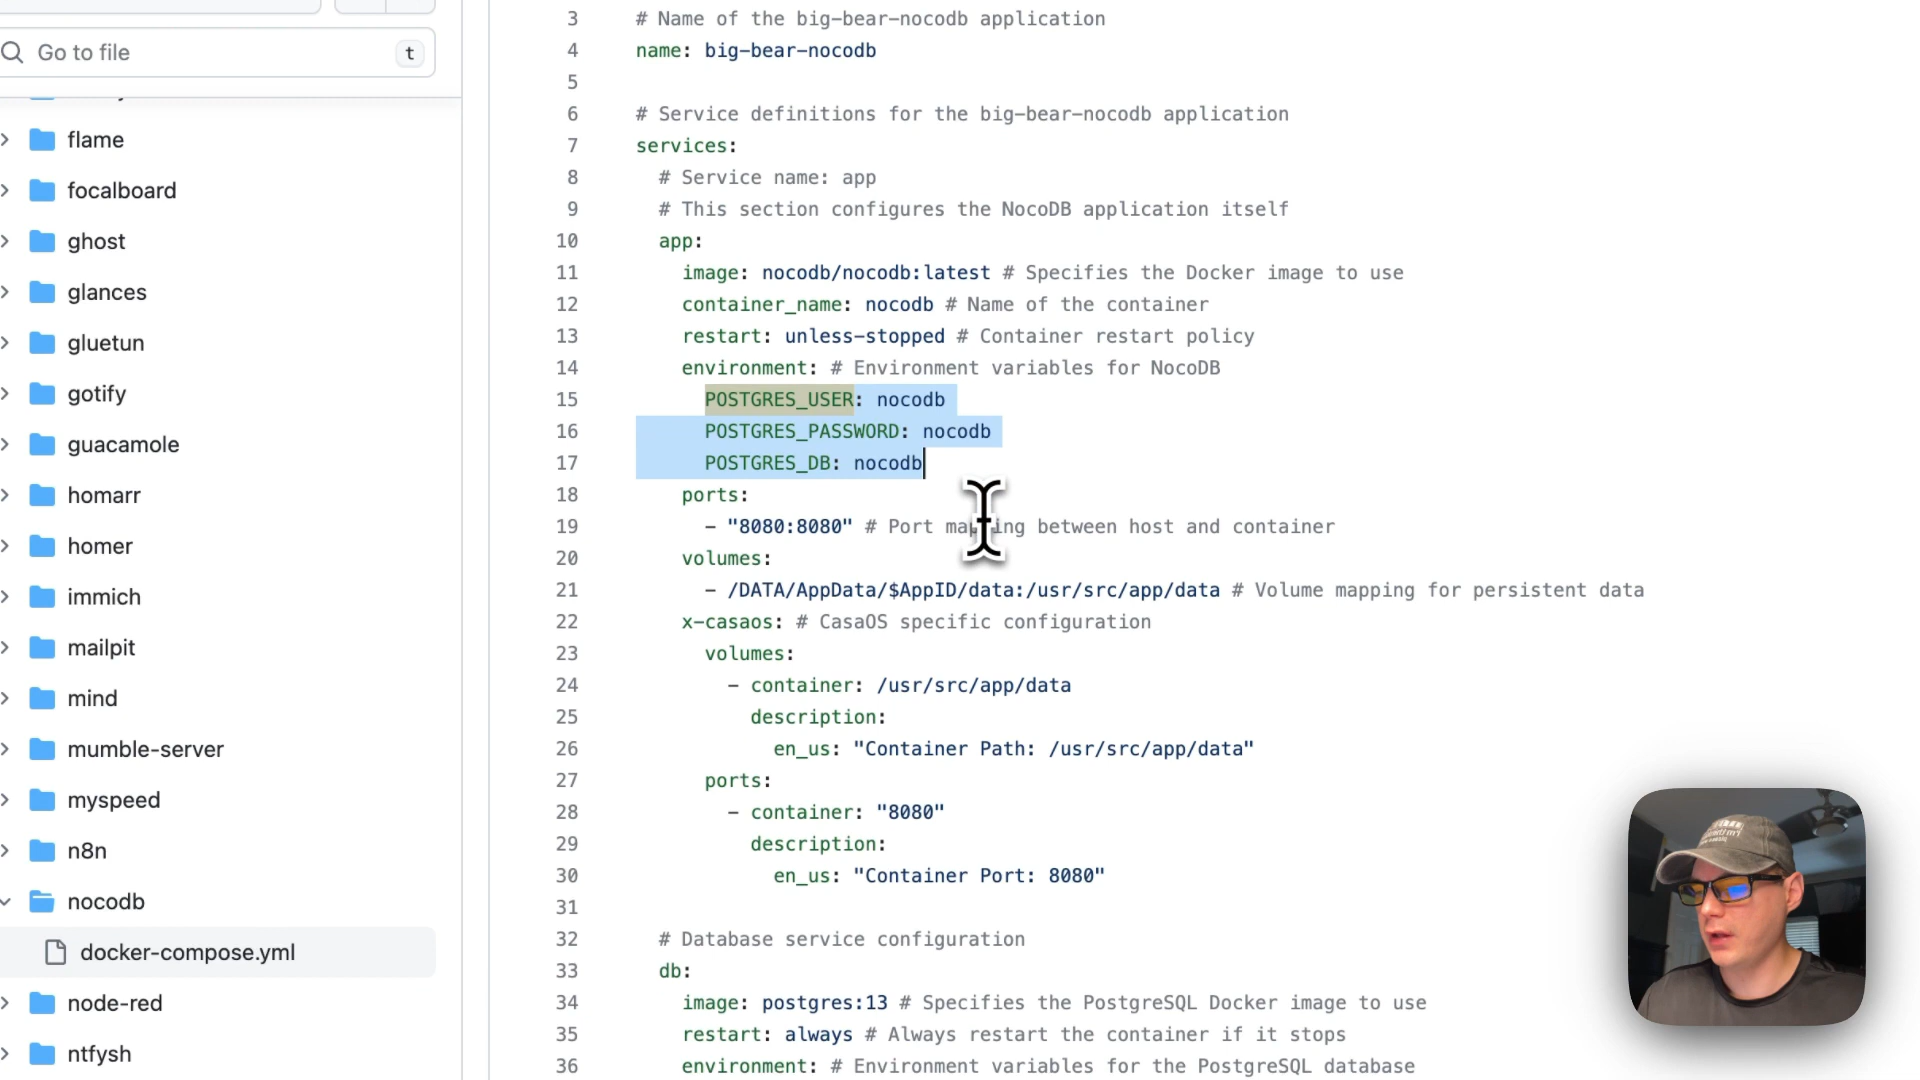 Go to file
t
flame
focalboard
ghost
glances
gluetun
gotify
guacamole
homarr
homer
immich
mailpit
mind
mumble-server
myspeed
n8n
nocodb
docker-compose.yml
node-red
ntfysh
3 # Name of the big-bear-nocodb application
4 name: big-bear-nocodb
5
6 # Service definitions for the big-bear-nocodb application
7 services:
8 # Service name: app
9 # This section configures the NocoDB application itself
10 app:
11 image: nocodb/nocodb:latest # Specifies the Docker image to use
12 container_name: nocodb # Name of the container
13 restart: unless-stopped # Container restart policy
14 environment: # Environment variables for NocoDB
15 POSTGRES_USER: nocodb
16 POSTGRES_PASSWORD: nocodb
17 POSTGRES_DB: nocodb
18 ports:
19 - "8080:8080" # Port mapping between host and container
20 volumes:
21 - /DATA/AppData/$AppID/data:/usr/src/app/data # Volume mapping for persistent data
22 x-casaos: # CasaOS specific configuration
23 volumes:
24 - container: /usr/src/app/data
25 description:
26 en_us: "Container Path: /usr/src/app/data"
27 ports:
28 - container: "8080"
29 description:
30 en_us: "Container Port: 8080"
31
32 # Database service configuration
33 db:
34 image: postgres:13 # Specifies the PostgreSQL Docker image to use
35 restart: always # Always restart the container if it stops
36 environment: # Environment variables for the PostgreSQL database